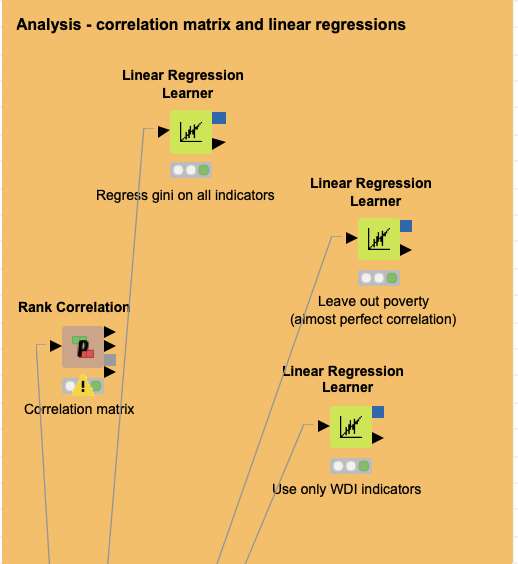 Analysis - correlation matrix and linear regressions
Linear Regression
Learner
Regress gini on all indicators
Linear Regression
Learner
Leave out poverty
(almost perfect correlation)
Rank Correlation
ρ
!
Correlation matrix
Linear Regression
Learner
Use only WDI indicators